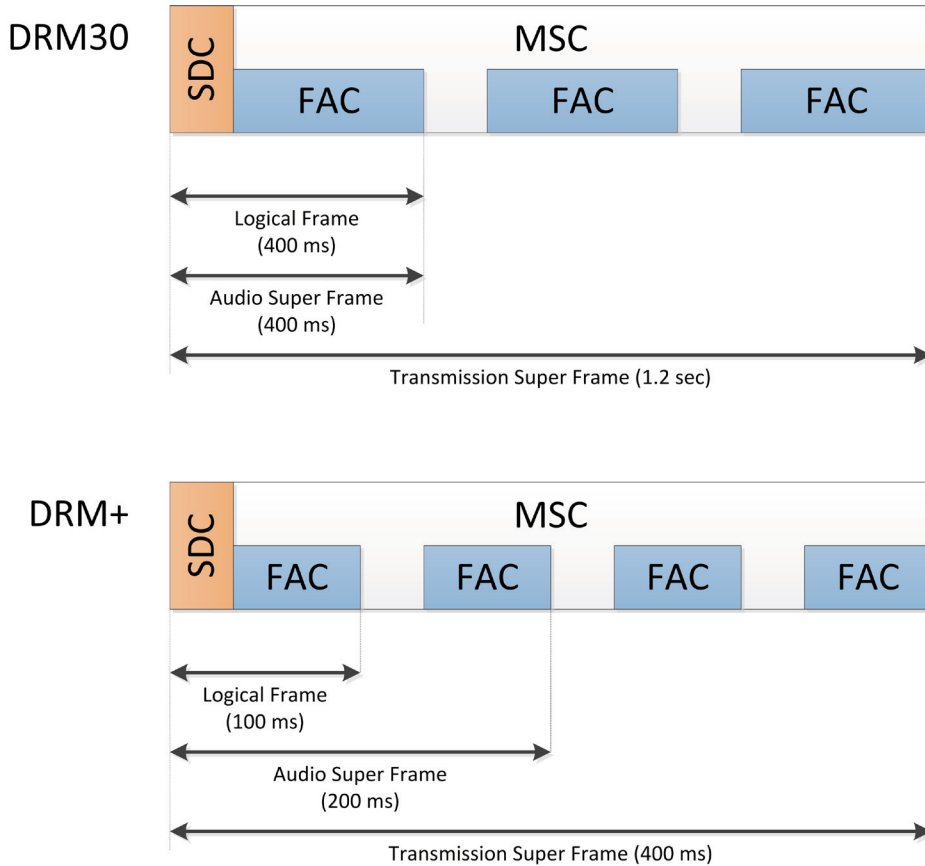 DRM30
SDC
MSC
FAC
FAC
FAC
Logical Frame
(400 ms)
Audio Super Frame
(400 ms)
Transmission Super Frame (1.2 sec)
DRM+
SDC
MSC
FAC
FAC
FAC
FAC
Logical Frame
(100 ms)
Audio Super Frame
(200 ms)
Transmission Super Frame (400 ms)